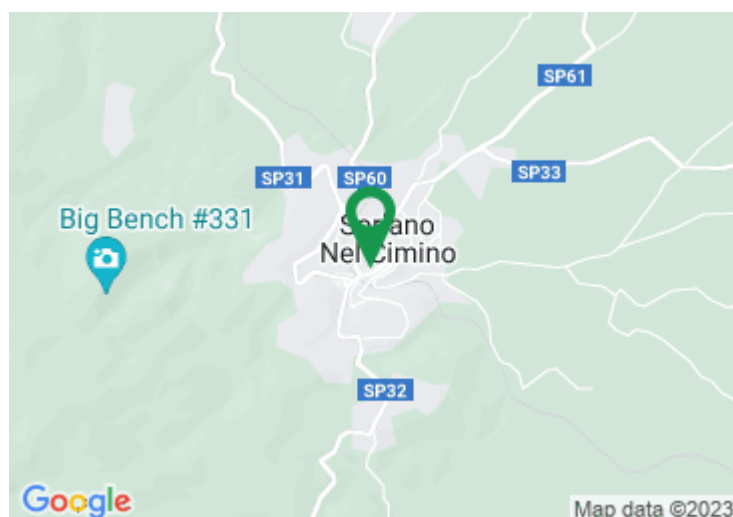 SP61
SP31
SP60
SP33
Big Bench #331
Soriano
Nel Cimino
SP32
Google
Map data ©2023